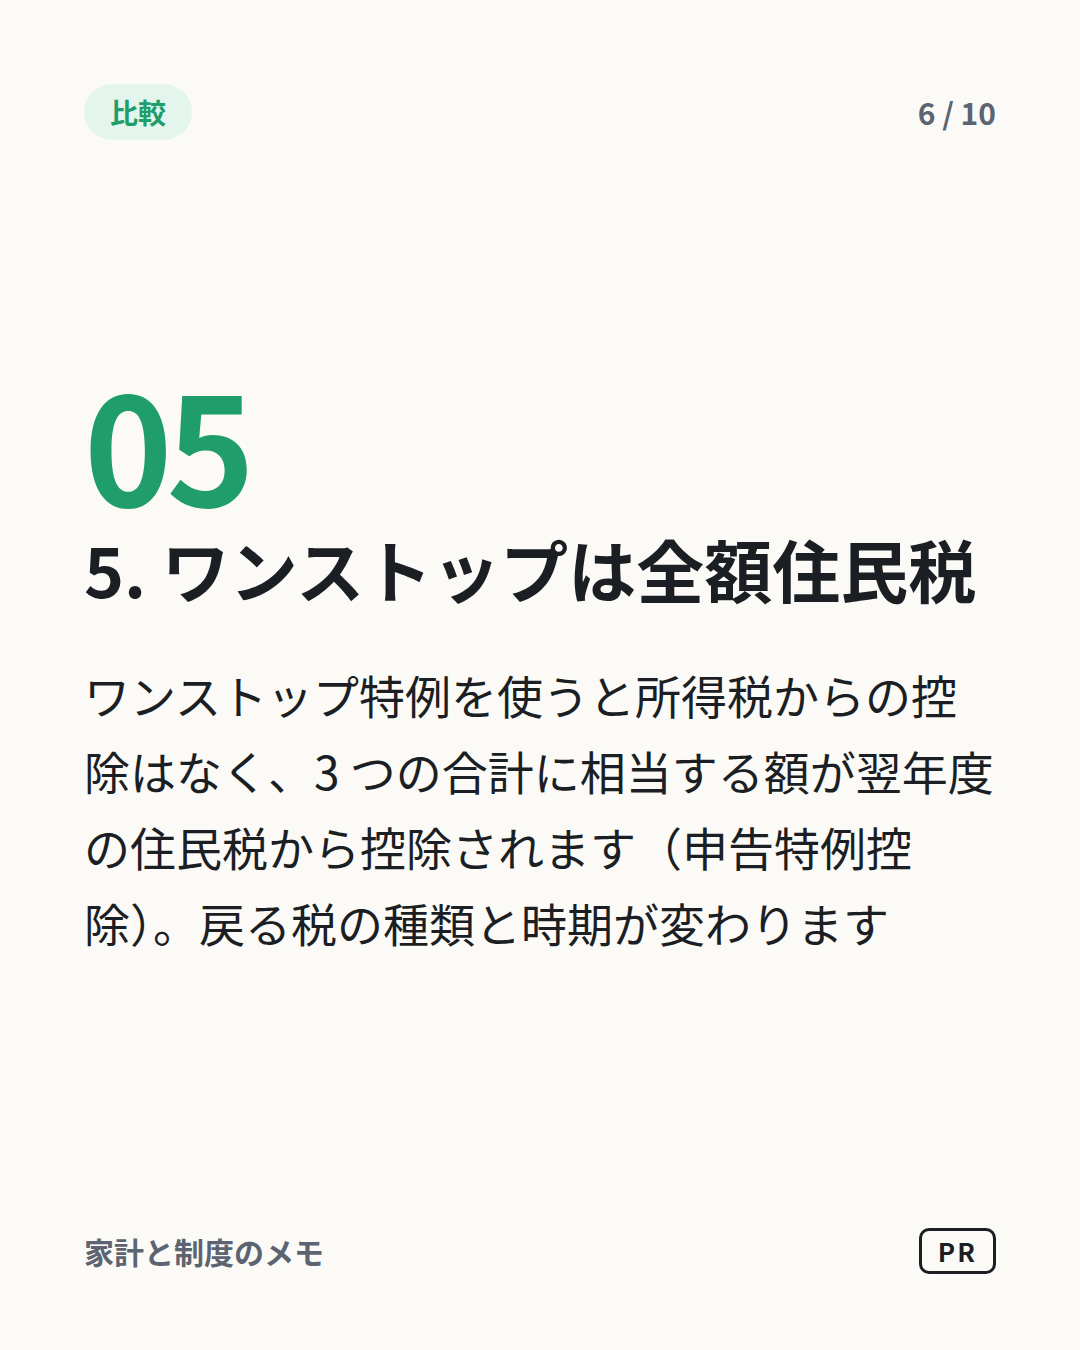 比較
6 / 10
05
5. ワンストップは全額住民税
ワンストップ特例を使うと所得税からの控
除はなく、3 つの合計に相当する額が翌年度
の住民税から控除されます（申告特例控
除）。戻る税の種類と時期が変わります
家計と制度のメモ
PR